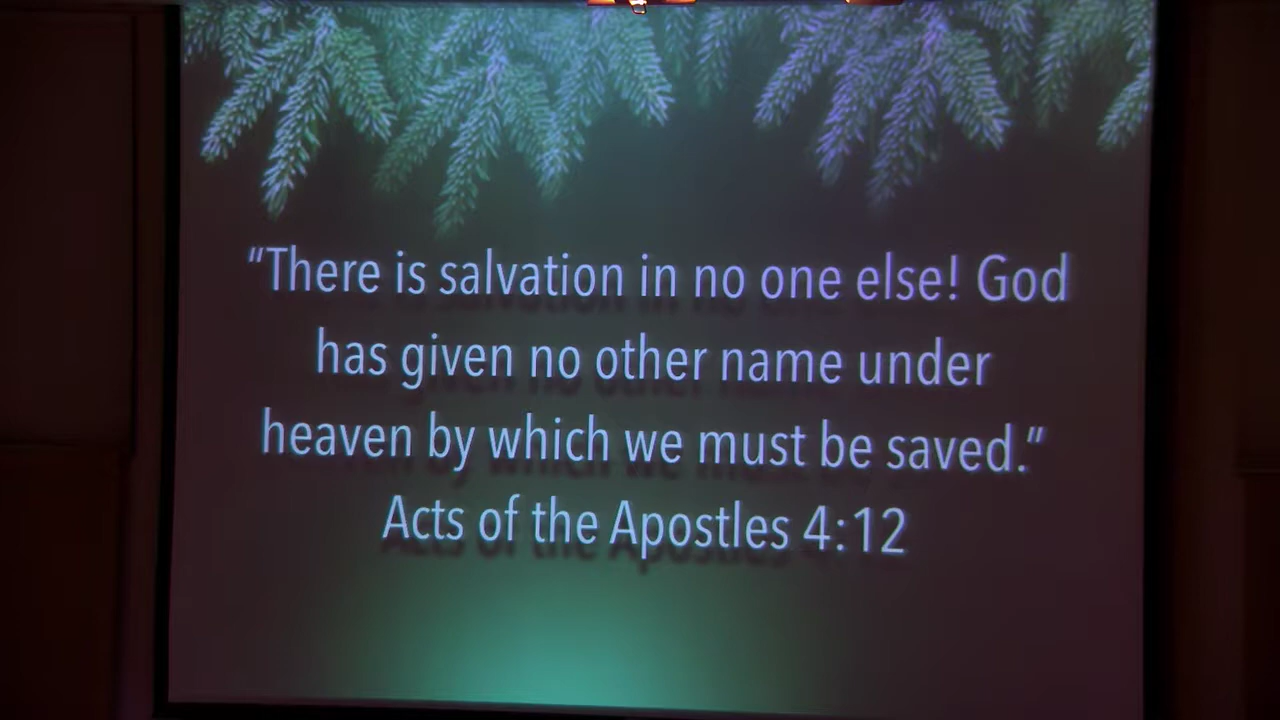 “There is salvation in no one else! God
has given no other name under
heaven by which we must be saved.”
Acts of the Apostles 4:12